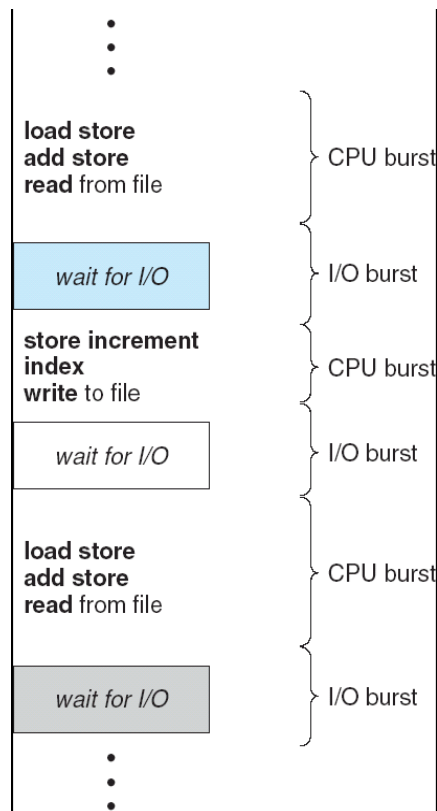 load store
add store
read from file
CPU burst
wait for I/O
I/O burst
store increment
index
write to file
CPU burst
wait for I/O
I/O burst
load store
add store
read from file
CPU burst
wait for I/O
I/O burst